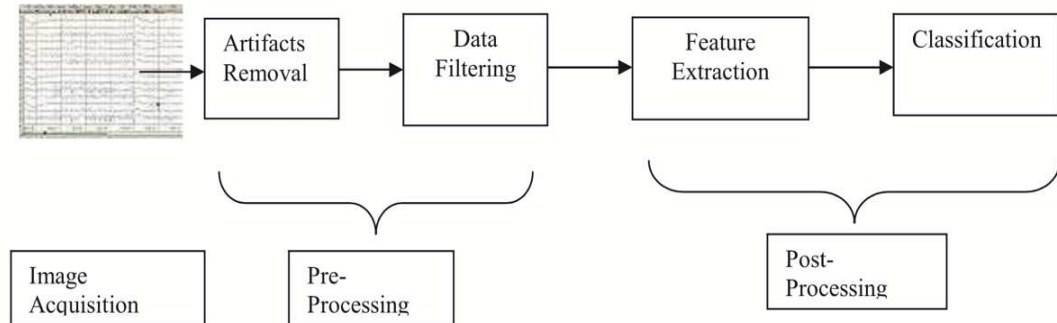 Artifacts
Removal
Data
Filtering
Feature
Extraction
Classification
Image
Acquisition
Pre-
Processing
Post-
Processing